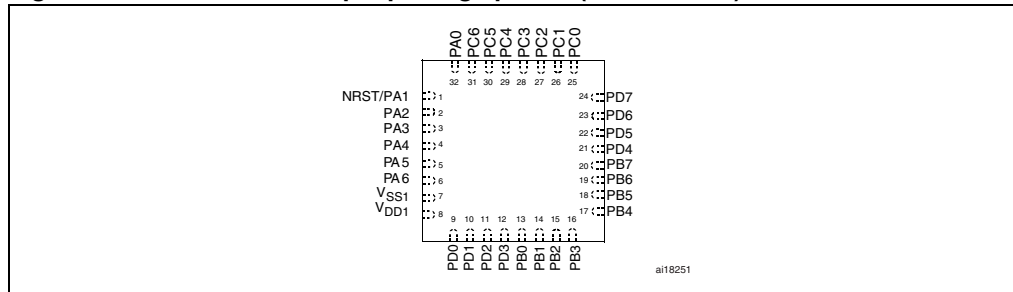 PA0
PC6
PC5
PC4
PC3
PC2
PC1
PC0
32 31 30 29 28 27 26 25
NRST/PA1 1
PA2 2
PA3 3
PA4 4
PA5 5
PA6 6
VSS1 7
VDD1 8
24 PD7
23 PD6
22 PD5
21 PD4
20 PB7
19 PB6
18 PB5
17 PB4
9 10 11 12 13 14 15 16
PD0
PD1
PD2
PD3
PB0
PB1
PB2
PB3
ai18251